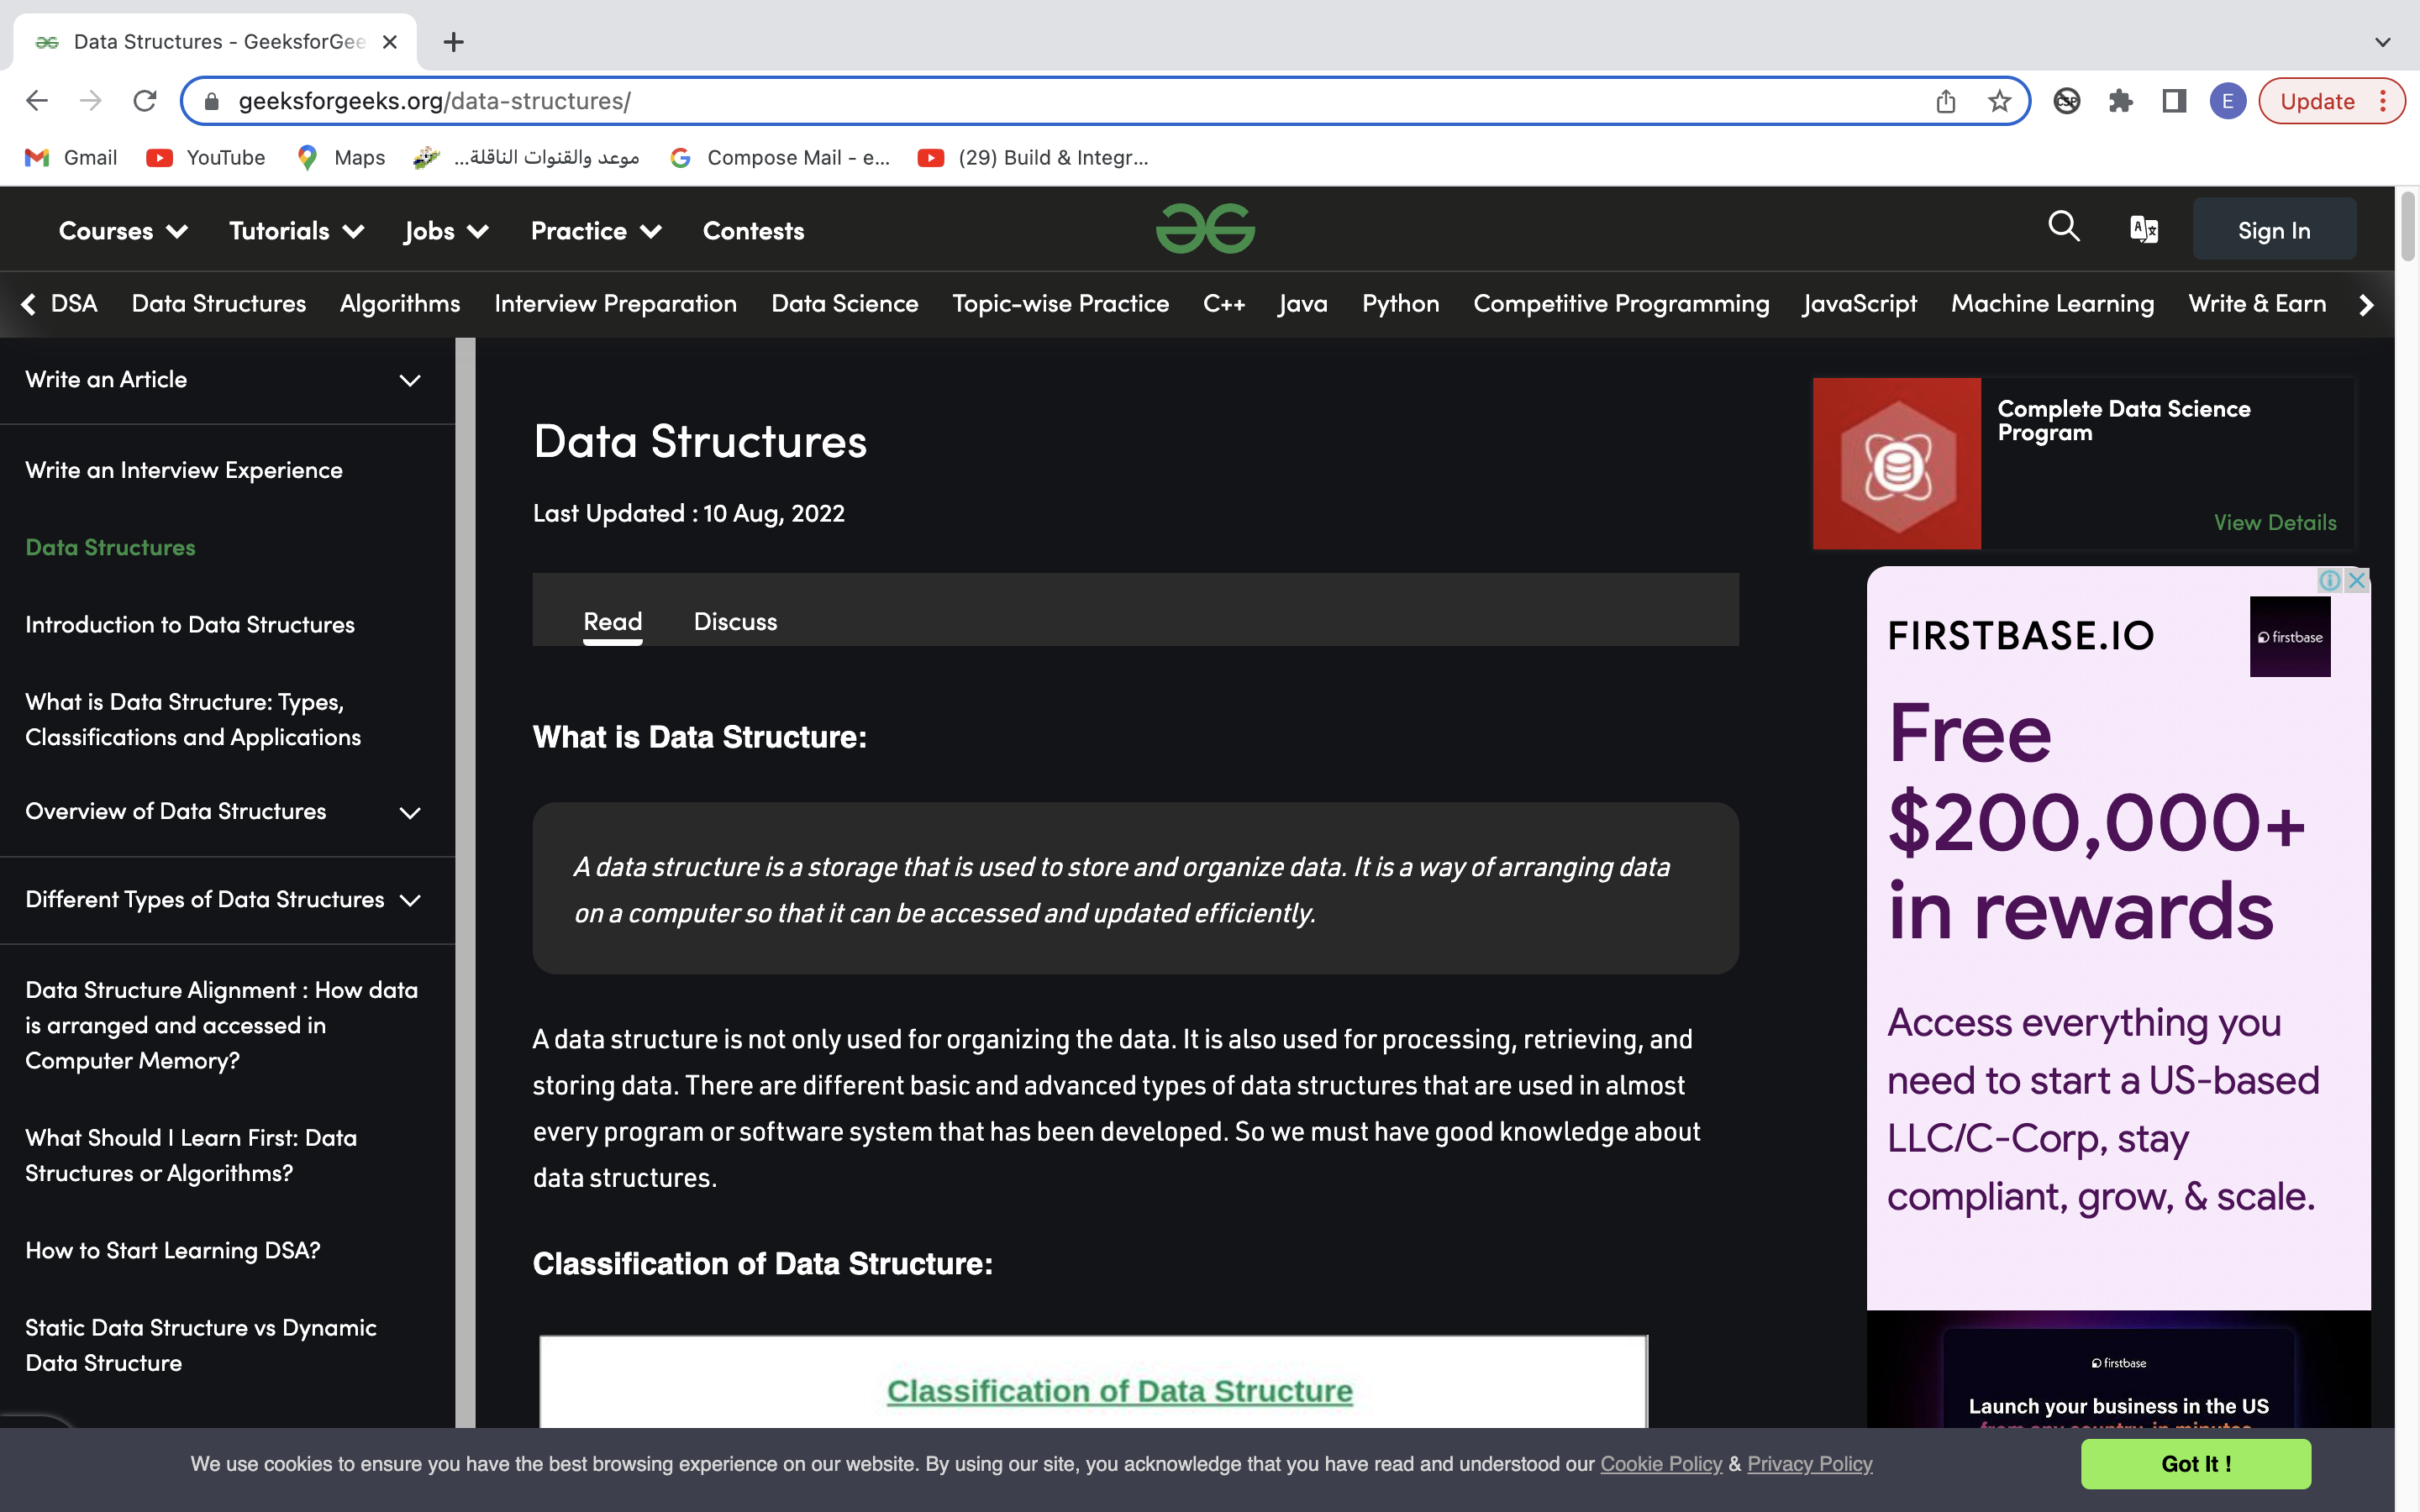 Data Structures - GeeksforGee
geeksforgeeks.org/data-structures/
CSP
E
Update
Gmail
YouTube
Maps
موعد والقنوات الناقلة...
Compose Mail - e...
(29) Build & Integr...
Courses
Tutorials
Jobs
Practice
Contests
Sign In
DSA
Data Structures
Algorithms
Interview Preparation
Data Science
Topic-wise Practice
C++
Java
Python
Competitive Programming
JavaScript
Machine Learning
Write & Earn
Write an Article
Write an Interview Experience
Data Structures
Introduction to Data Structures
What is Data Structure: Types,
Classifications and Applications
Overview of Data Structures
Different Types of Data Structures
Data Structure Alignment : How data
is arranged and accessed in
Computer Memory?
What Should I Learn First: Data
Structures or Algorithms?
How to Start Learning DSA?
Static Data Structure vs Dynamic
Data Structure
Data Structures
Last Updated : 10 Aug, 2022
Read
Discuss
What is Data Structure:
A data structure is a storage that is used to store and organize data. It is a way of arranging data
on a computer so that it can be accessed and updated efficiently.
A data structure is not only used for organizing the data. It is also used for processing, retrieving, and
storing data. There are different basic and advanced types of data structures that are used in almost
every program or software system that has been developed. So we must have good knowledge about
data structures.
Classification of Data Structure:
Classification of Data Structure
Complete Data Science
Program
View Details
FIRSTBASE.IO
firstbase
Free
$200,000+
in rewards
Access everything you
need to start a US-based
LLC/C-Corp, stay
compliant, grow, & scale.
firstbase
Launch your business in the US
from any country, in minutes
We use cookies to ensure you have the best browsing experience on our website. By using our site, you acknowledge that you have read and understood our Cookie Policy & Privacy Policy
Got It !